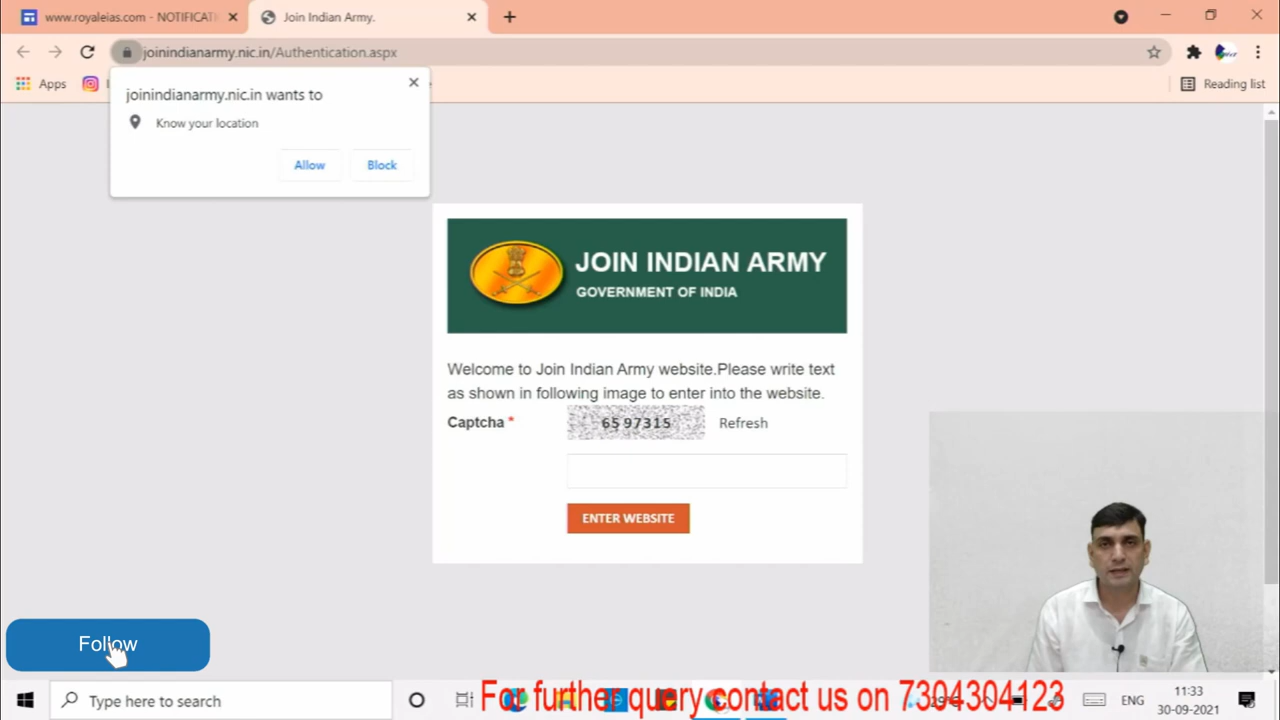 www.royaleias.com - NOTIFICAT
Join Indian Army.
joinindianarmy.nic.in/Authentication.aspx
Apps
Reading list
joinindianarmy.nic.in wants to
Know your location
Allow
Block
JOIN INDIAN ARMY
GOVERNMENT OF INDIA
Welcome to Join Indian Army website.Please write text
as shown in following image to enter into the website.
Captcha *
6597315
Refresh
ENTER WEBSITE
Follow
Type here to search
For further query contact us on 7304304123
ENG
11:33
30-09-2021